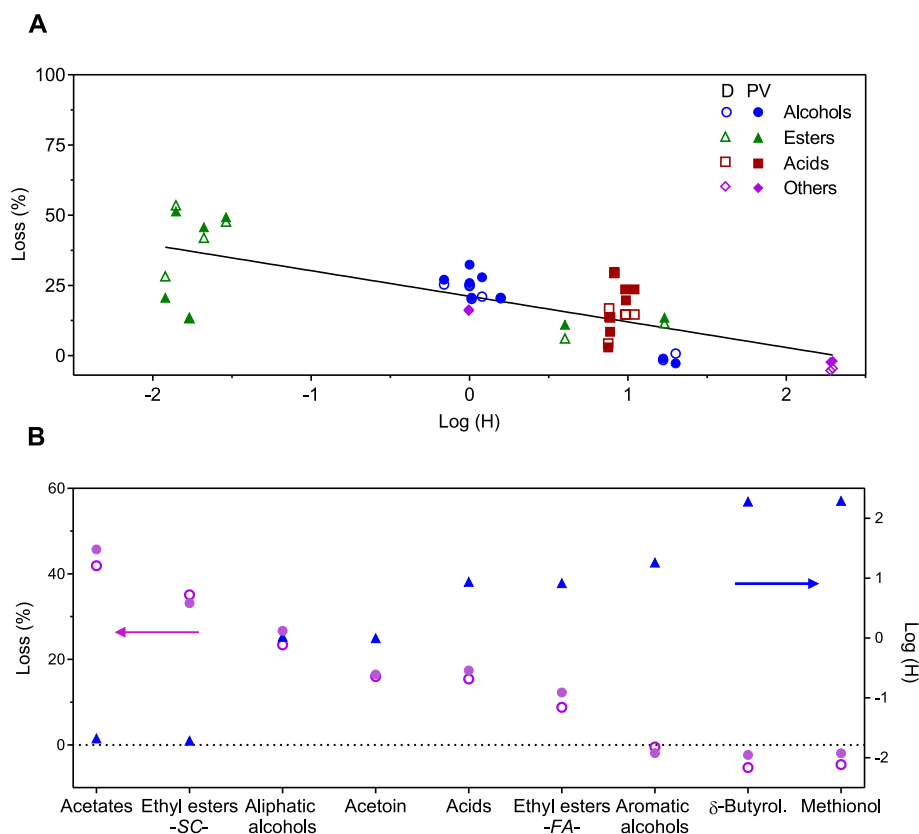 A
100
75
50
25
0
Loss (%)
-2
-1
0
1
2
Log (H)
D PV
Alcohols
Esters
Acids
Others
B
60
40
20
0
Loss (%)
2
1
0
-1
-2
Log (H)
Acetates
Ethyl esters
-SC-
Aliphatic
alcohols
Acetoin
Acids
Ethyl esters
-FA-
Aromatic
alcohols
δ-Butyrol.
Methionol